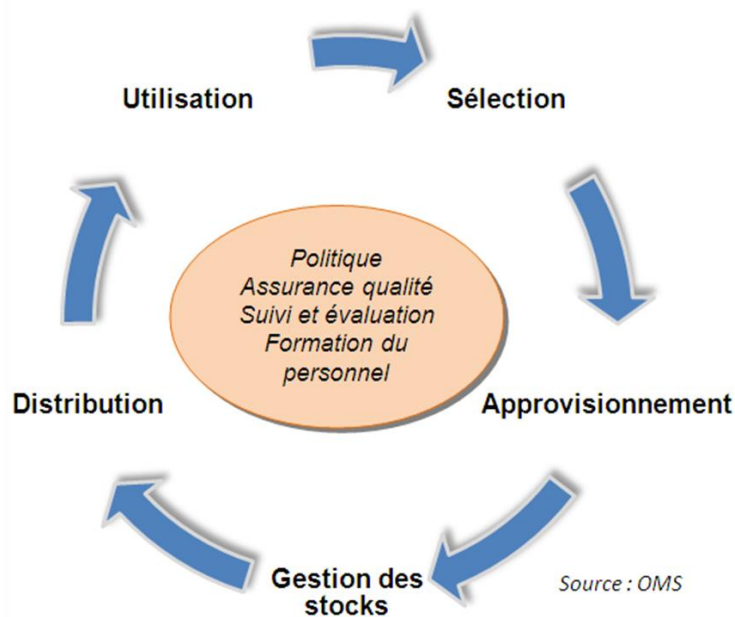 Utilisation
Sélection
Politique
Assurance qualité
Suivi et évaluation
Formation du
personnel
Distribution
Approvisionnement
Gestion des
stocks
Source : OMS